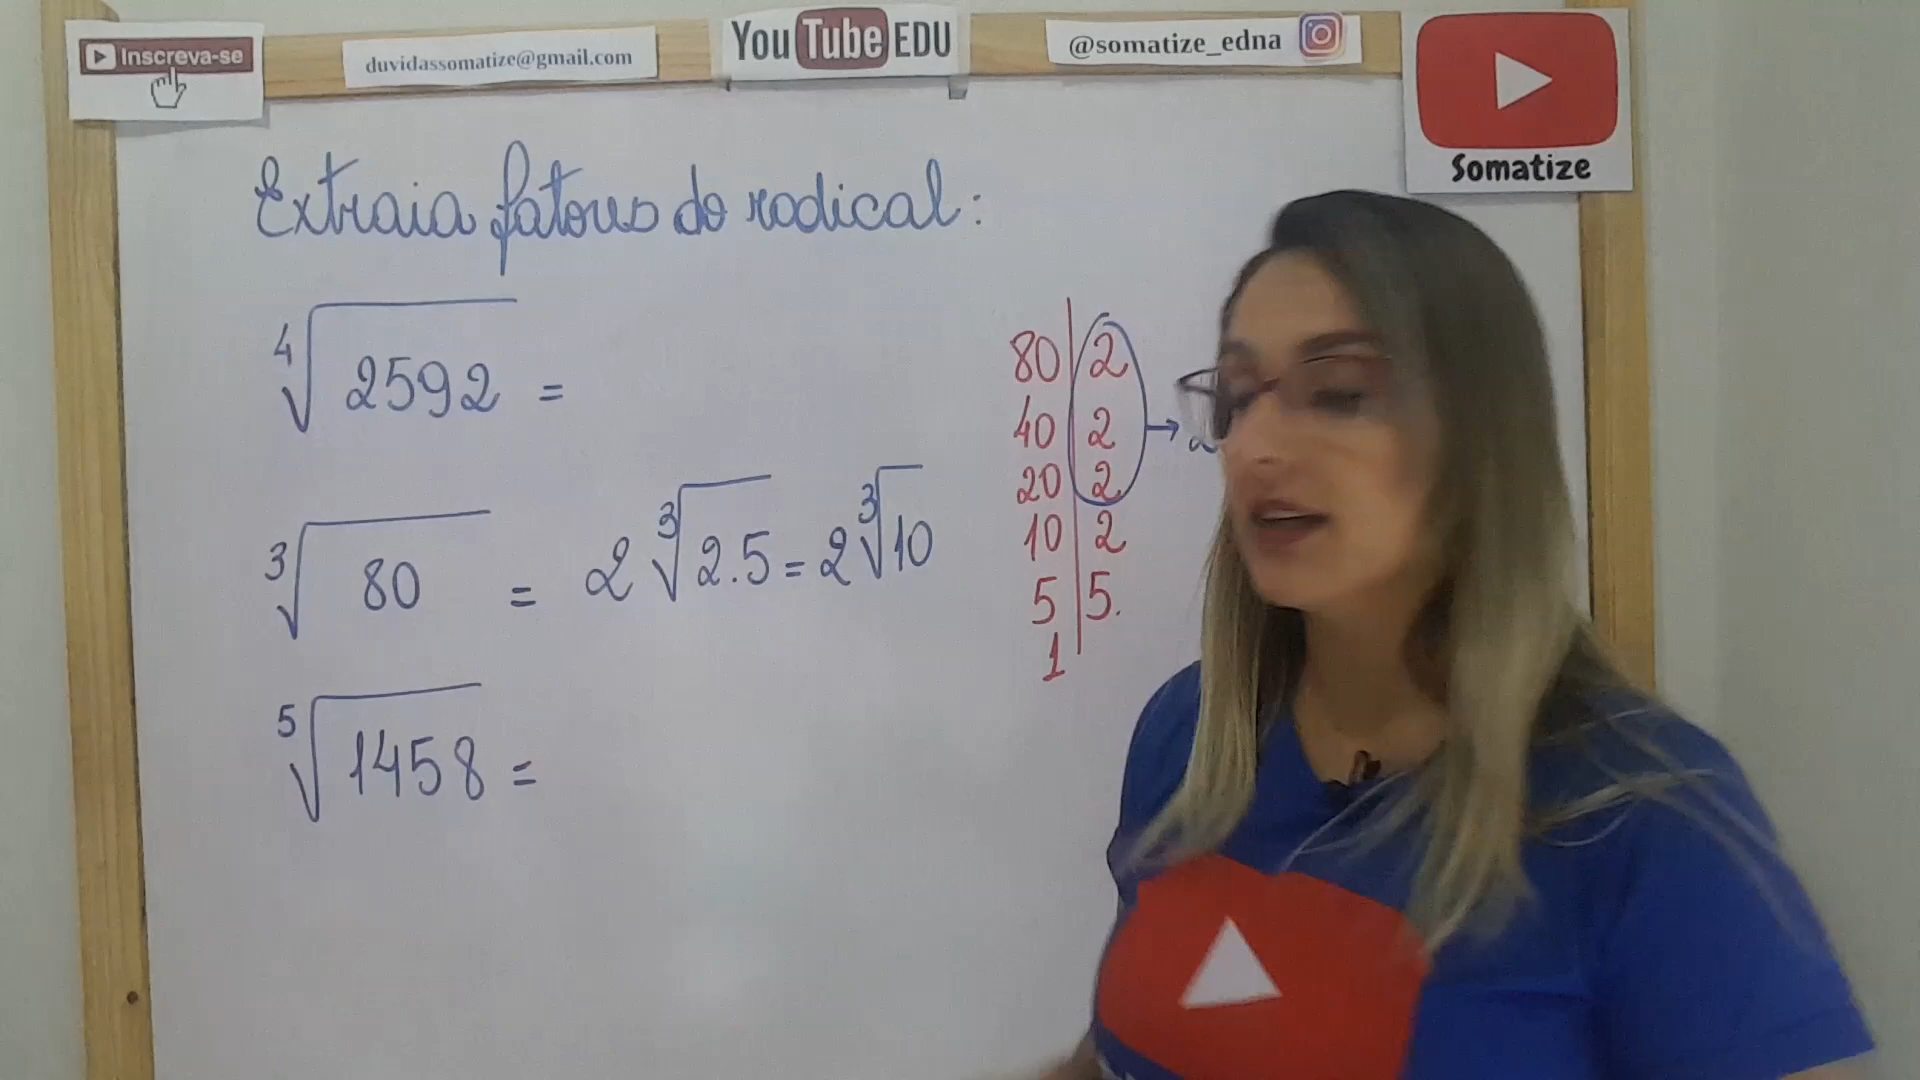 Inscreva-se
duvidassomatize@gmail.com
YouTube EDU
@somatize_edna
Somatize
Extraia fatores do radical:
⁴√2592 =
³√80 = 2 ³√2.5 = 2 ³√10
⁵√1458 =
80 | 2
40 | 2 →
20 | 2
10 | 2
5 | 5.
1